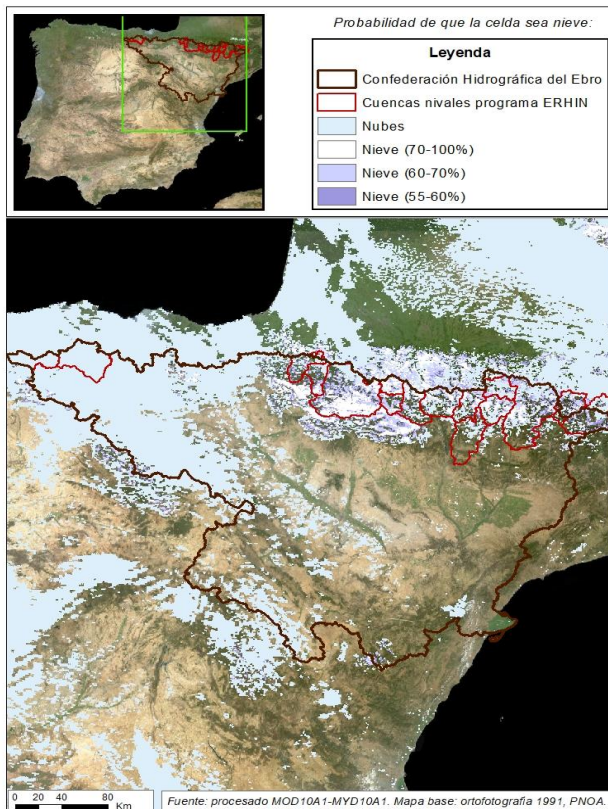 Probabilidad de que la celda sea nieve:
Leyenda
Confederación Hidrográfica del Ebro
Cuencas nivales programa ERHIN
Nubes
Nieve (70-100%)
Nieve (60-70%)
Nieve (55-60%)
0 20 40 80
Km
Fuente: procesado MOD10A1-MYD10A1. Mapa base: ortofotografia 1991, PNOA